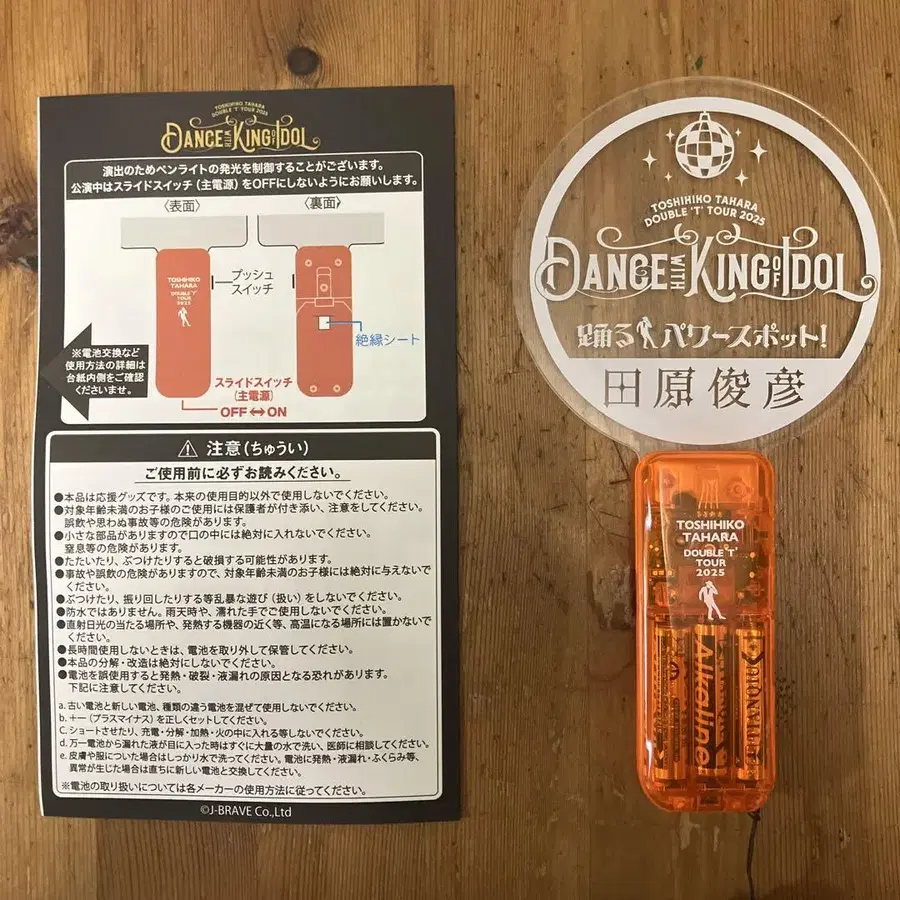 TOSHIHIKO TAHARA
DOUBLE 'T' TOUR 2025
DANCE WITH KING OF IDOL
演出のためペンライトの発光を制御することがございます。
公演中はスライドスイッチ(主電源)をOFFにしないようにお願いします。
〈表面〉
〈裏面〉
TOSHIHIKO
TAHARA
DOUBLE 'T'
TOUR
2025
プッシュ
スイッチ
絶縁シート
※電池交換など
使用方法の詳細は
台紙内側をご確認
くださいませ。
スライドスイッチ
(主電源)
OFF⇔ON
注意(ちゅうい)
ご使用前に必ずお読みください。
●本品は応援グッズです。本来の使用目的以外で使用しないでください。
●対象年齢未満のお子様のご使用には保護者が付き添い、注意をしてください。
誤飲や思わぬ事故等の危険があります。
●小さな部品がありますので口の中には絶対に入れないでください。
窒息等の危険があります。
●たたいたり、ぶつけたりすると破損する可能性があります。
●事故や誤飲の危険がありますので、対象年齢未満のお子様には絶対に与えないで
ください。
●ぶつけたり、振り回したりする等乱暴な遊び(扱い)をしないでください。
●防水ではありません。雨天時や、濡れた手でご使用しないでください。
●直射日光の当たる場所や、発熱する機器の近く等、高温になる場所には置かないで
ください。
●長時間使用しないときは、電池を取り外して保管してください。
●本品の分解・改造は絶対にしないでください。
●電池を誤使用すると発熱・破裂・液漏れの原因となる恐れがあります。
下記に注意してください。
a. 古い電池と新しい電池、種類の違う電池を混ぜて使用しないでください。
b. +ー(プラスマイナス)を正しくセットしてください。
C. ショートさせたり、充電・分解・加熱・火の中に入れる等しないでください。
d. 万一電池から漏れた液が目に入った時はすぐに大量の水で洗い、医師に相談してください。
e. 皮膚や服についた場合はしっかり水で洗ってください。電池に発熱・液漏れ・ふくらみ等、
異常が生じた場合は直ちに新しい電池と交換してください。
※電池の取り扱いについては各メーカーの使用方法に従ってください。
©J-BRAVE Co.,Ltd
TOSHIHIKO TAHARA
DOUBLE 'T' TOUR 2025
DANCE WITH KING OF IDOL
踊るパワースポット!
田原俊彦
TOSHIHIKO
TAHARA
DOUBLE 'T'
TOUR
2025
Alkaline
TIANQIU